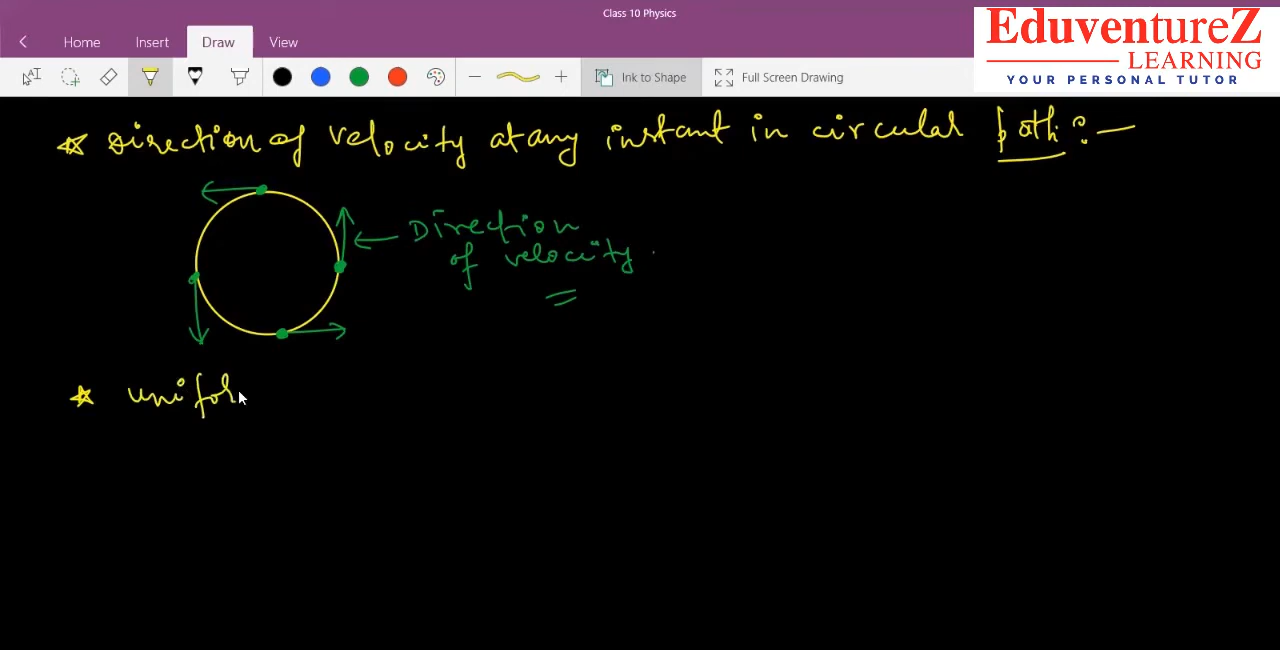 Class 10 Physics
Home Insert Draw View
Ink to Shape Full Screen Drawing
EduventureZ
LEARNING
YOUR PERSONAL TUTOR
Direction of velocity at any instant in circular path:—
Direction
of velocity.
unifor